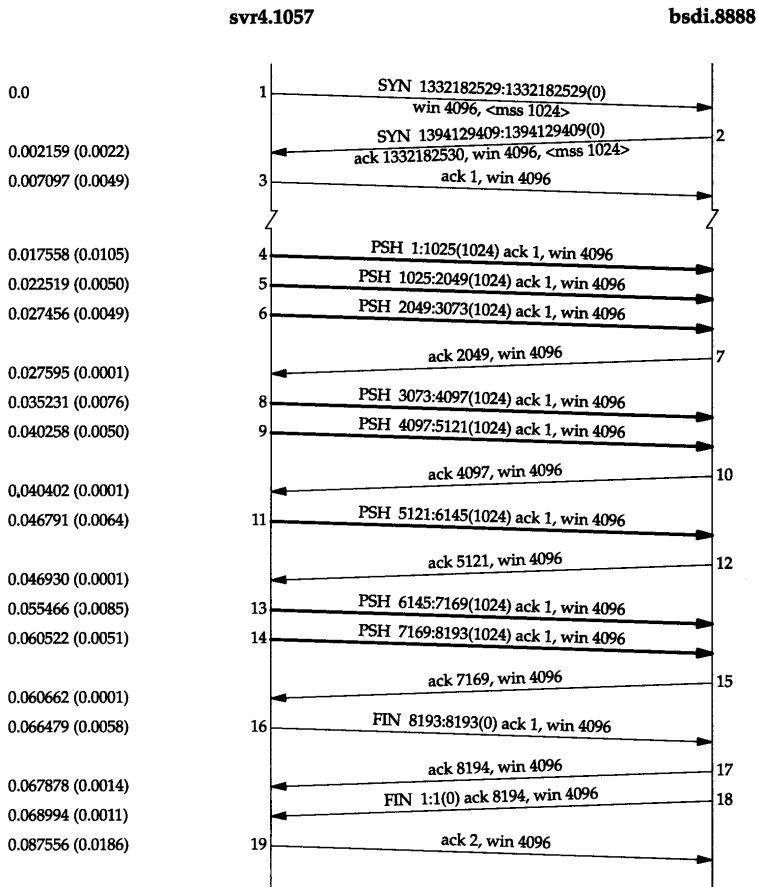 svr4.1057 bsdi.8888
0.0 1 SYN 1332182529:1332182529(0)
win 4096, <mss 1024>
SYN 1394129409:1394129409(0) 2
0.002159 (0.0022) ack 1332182530, win 4096, <mss 1024>
0.007097 (0.0049) 3 ack 1, win 4096
0.017558 (0.0105) 4 PSH 1:1025(1024) ack 1, win 4096
0.022519 (0.0050) 5 PSH 1025:2049(1024) ack 1, win 4096
0.027456 (0.0049) 6 PSH 2049:3073(1024) ack 1, win 4096
ack 2049, win 4096 7
0.027595 (0.0001)
0.035231 (0.0076) 8 PSH 3073:4097(1024) ack 1, win 4096
0.040258 (0.0050) 9 PSH 4097:5121(1024) ack 1, win 4096
ack 4097, win 4096 10
0.040402 (0.0001)
0.046791 (0.0064) 11 PSH 5121:6145(1024) ack 1, win 4096
ack 5121, win 4096 12
0.046930 (0.0001)
0.055466 (0.0085) 13 PSH 6145:7169(1024) ack 1, win 4096
0.060522 (0.0051) 14 PSH 7169:8193(1024) ack 1, win 4096
ack 7169, win 4096 15
0.060662 (0.0001)
0.066479 (0.0058) 16 FIN 8193:8193(0) ack 1, win 4096
ack 8194, win 4096 17
0.067878 (0.0014)
FIN 1:1(0) ack 8194, win 4096 18
0.068994 (0.0011)
0.087556 (0.0186) 19 ack 2, win 4096